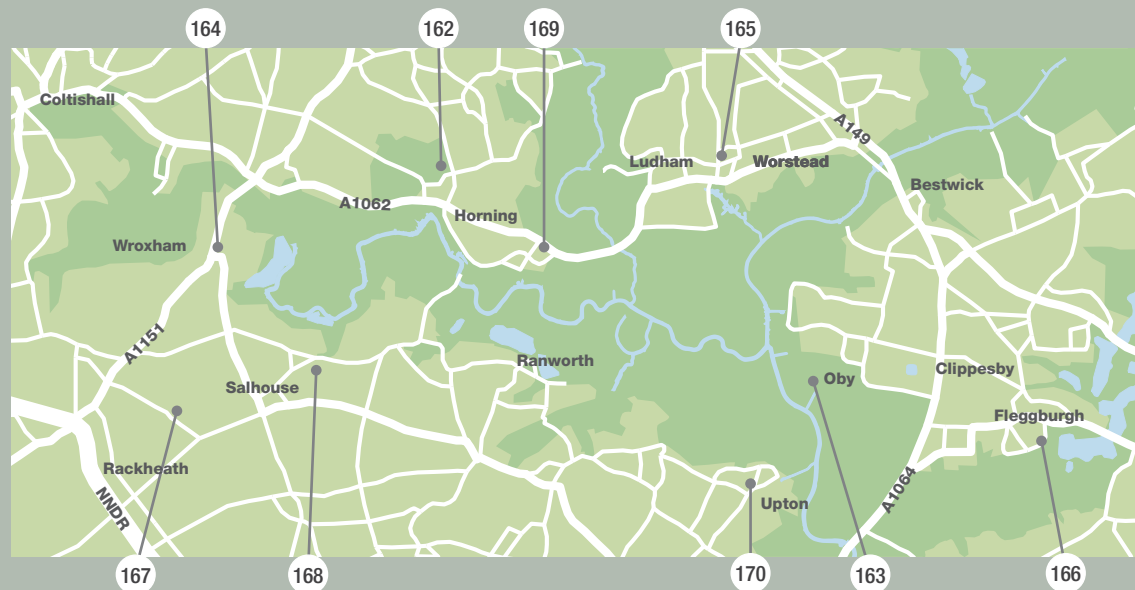 164
162
169
165
Coltishall
A149
Ludham
Worstead
Bestwick
A1062
Horning
Wroxham
A1151
Ranworth
Salhouse
Oby
Clippesby
Fleggburgh
Rackheath
NNDR
A1064
Upton
167
168
170
163
166